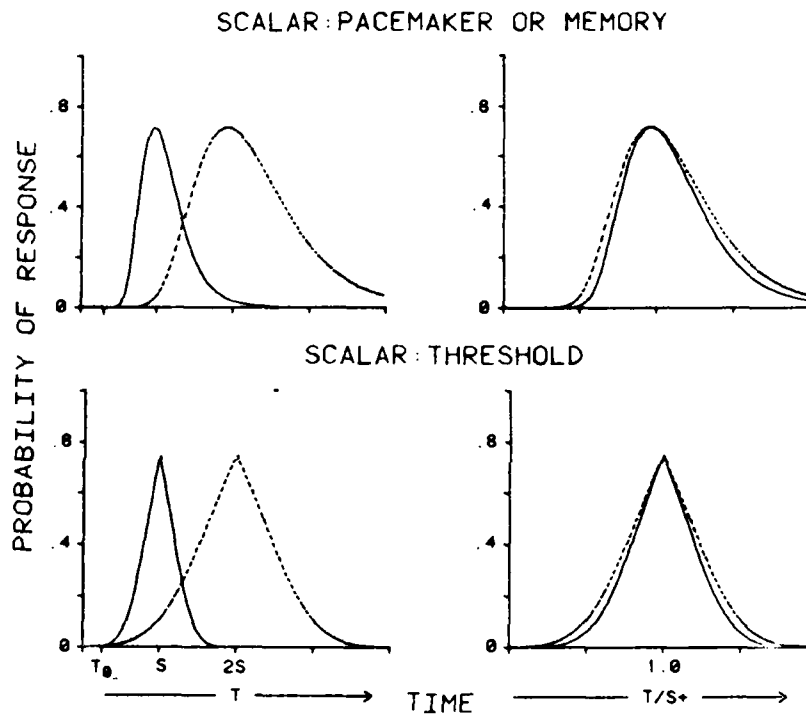 SCALAR: PACEMAKER OR MEMORY
PROBABILITY OF RESPONSE
.8
.4
0
.8
.4
0
SCALAR: THRESHOLD
.8
.4
0
T0 S 2S
.8
.4
0
1.0
T
TIME
T/S+